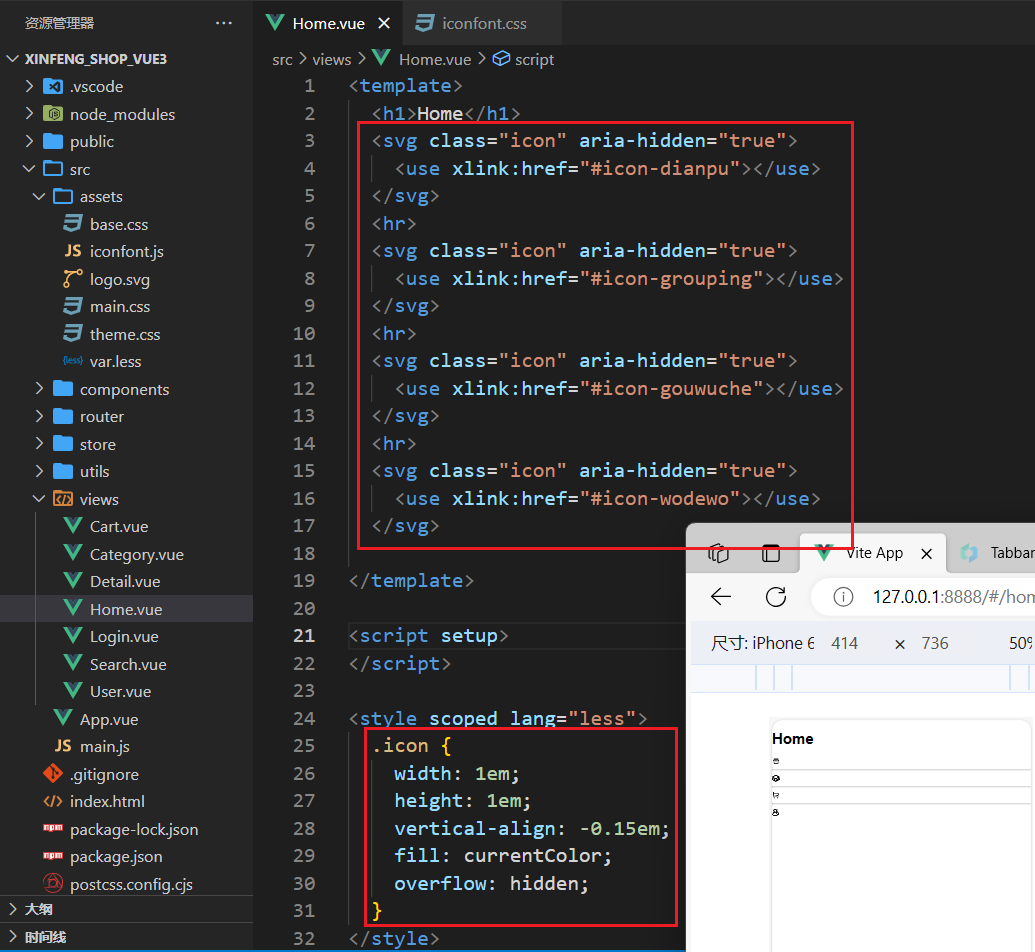 资源管理器
XINFENG_SHOP_VUE3
.vscode
node_modules
public
src
assets
base.css
JS iconfont.js
logo.svg
main.css
theme.css
{less} var.less
components
router
store
utils
views
Cart.vue
Category.vue
Detail.vue
Home.vue
Login.vue
Search.vue
User.vue
App.vue
JS main.js
.gitignore
index.html
npm package-lock.json
npm package.json
postcss.config.cjs
大纲
时间线
Home.vue
iconfont.css
src > views > Home.vue > script
1 <template>
2 <h1>Home</h1>
3 <svg class="icon" aria-hidden="true">
4 <use xlink:href="#icon-dianpu"></use>
5 </svg>
6 <hr>
7 <svg class="icon" aria-hidden="true">
8 <use xlink:href="#icon-grouping"></use>
9 </svg>
10 <hr>
11 <svg class="icon" aria-hidden="true">
12 <use xlink:href="#icon-gouwuche"></use>
13 </svg>
14 <hr>
15 <svg class="icon" aria-hidden="true">
16 <use xlink:href="#icon-wodewo"></use>
17 </svg>
18
19 </template>
20
21 <script setup>
22 </script>
23
24 <style scoped lang="less">
25 .icon {
26 width: 1em;
27 height: 1em;
28 vertical-align: -0.15em;
29 fill: currentColor;
30 overflow: hidden;
31 }
32 </style>
Vite App
Tabbar
127.0.0.1:8888/#/hom
尺寸: iPhone 6 414 × 736 50%
Home